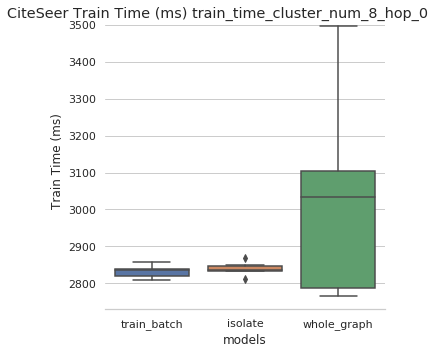 CiteSeer Train Time (ms) train_time_cluster_num_8_hop_0
3500
3400
3300
3200
3100
3000
2900
2800
Train Time (ms)
train_batch isolate whole_graph
models